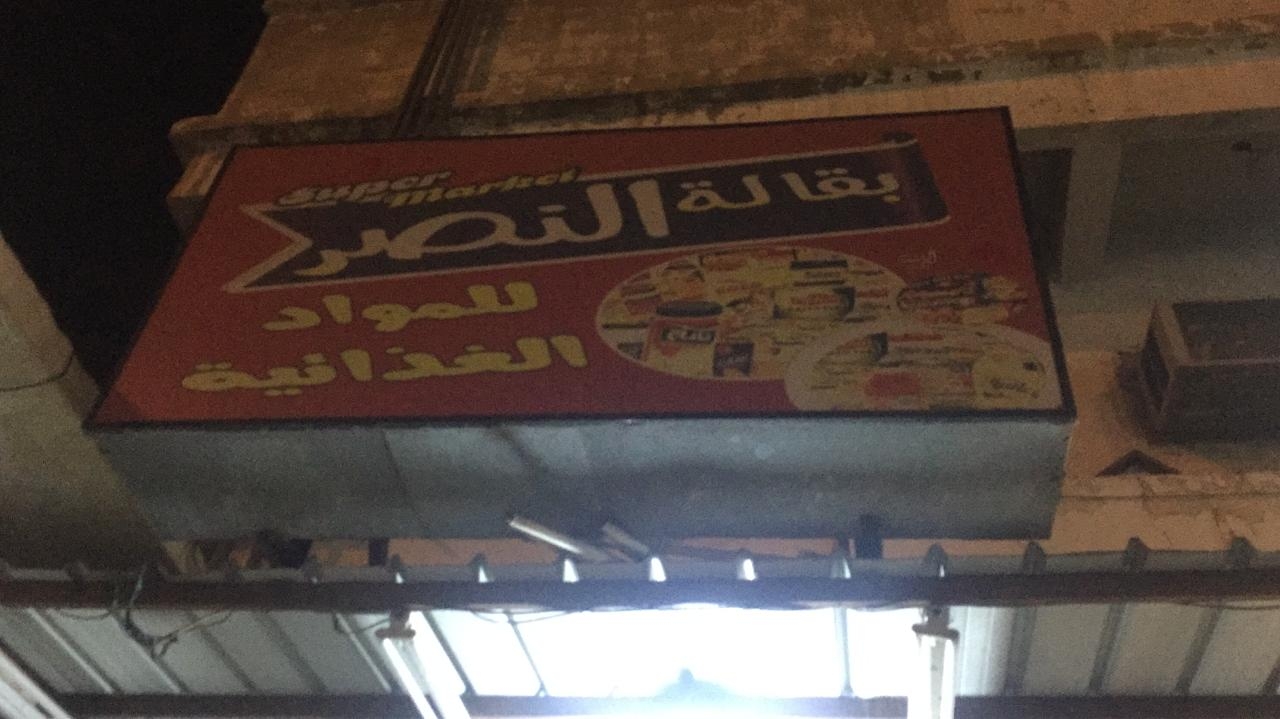 Super Market
بقالة النصر
للمواد
الغذائية